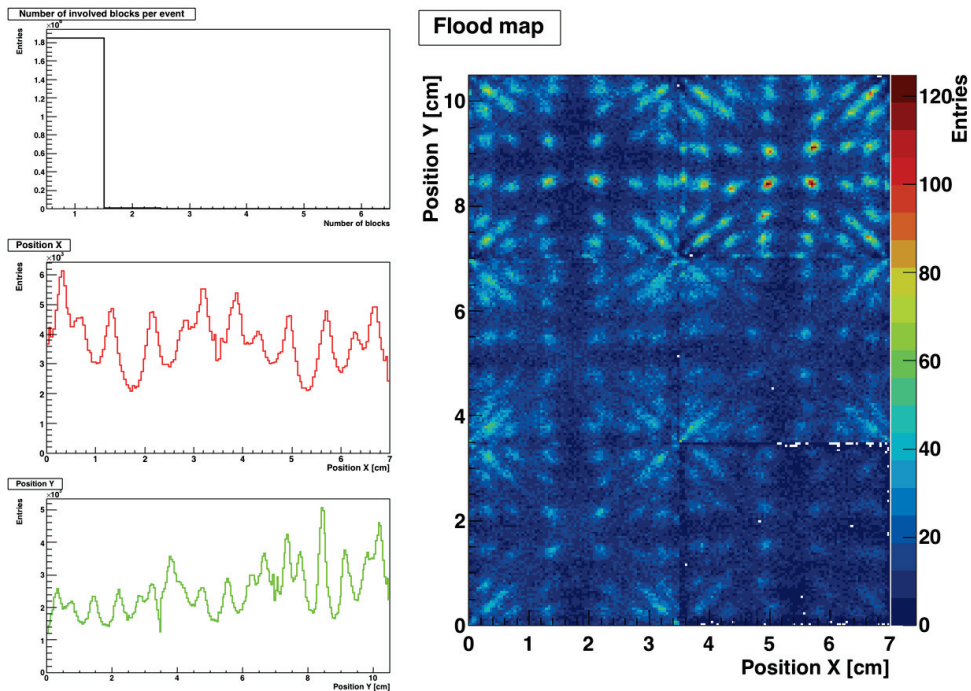 Number of involved blocks per event
Entries
×10⁶
1.8
1.6
1.4
1.2
1
0.8
0.6
0.4
0.2
0
1 2 3 4 5 6
Number of blocks
Position X
Entries
×10³
6
5
4
3
2
1
0
0 1 2 3 4 5 6 7
Position X [cm]
Position Y
Entries
5
4
3
2
1
0
0 2 4 6 8 10
Position Y [cm]
Flood map
Position Y [cm]
10
8
6
4
2
0
0 1 2 3 4 5 6 7
Position X [cm]
Entries
120
100
80
60
40
20
0